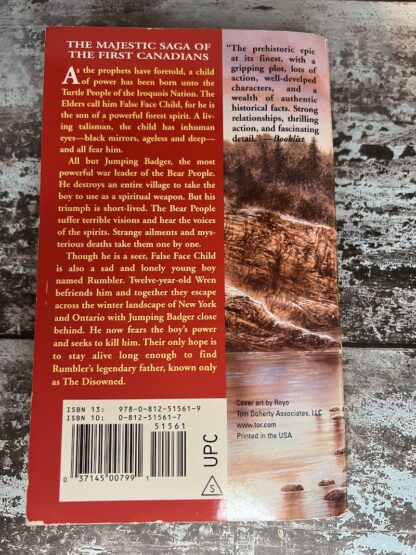 THE MAJESTIC SAGA OF
THE FIRST CANADIANS
As the prophets have foretold, a child
of power has been born unto the
Turtle People of the Iroquois Nation. The
Elders call him False Face Child, for he is
the son of a powerful forest spirit. A liv-
ing talisman, the child has inhuman
eyes—black mirrors, ageless and deep—
and all fear him.
All but Jumping Badger, the most
powerful war leader of the Bear People.
He destroys an entire village to take the
boy to use as a spiritual weapon. But his
triumph is short-lived. The Bear People
suffer terrible visions and hear the voices
of the spirits. Strange ailments and mys-
terious deaths take them one by one.
Though he is a seer, False Face Child
is also a sad and lonely young boy
named Rumbler. Twelve-year-old Wren
befriends him and together they escape
across the winter landscape of New York
and Ontario with Jumping Badger close
behind. He now fears the boy's power
and seeks to kill him. Their only hope is
to stay alive long enough to find
Rumbler's legendary father, known only
as The Disowned.
"The prehistoric epic
at its finest, with a
gripping plot, lots of
action, well-develped
characters, and a
wealth of authentic
historical facts. Strong
relationships, thrilling
action, and fascinating
detail." —Booklist
Cover art by Royo
Tom Doherty Associates, LLC
www.tor.com
Printed in the USA
ISBN 13: 978-0-812-51561-9
ISBN 10: 0-812-51561-7
51561
0 37145 00799 1
UPC
S